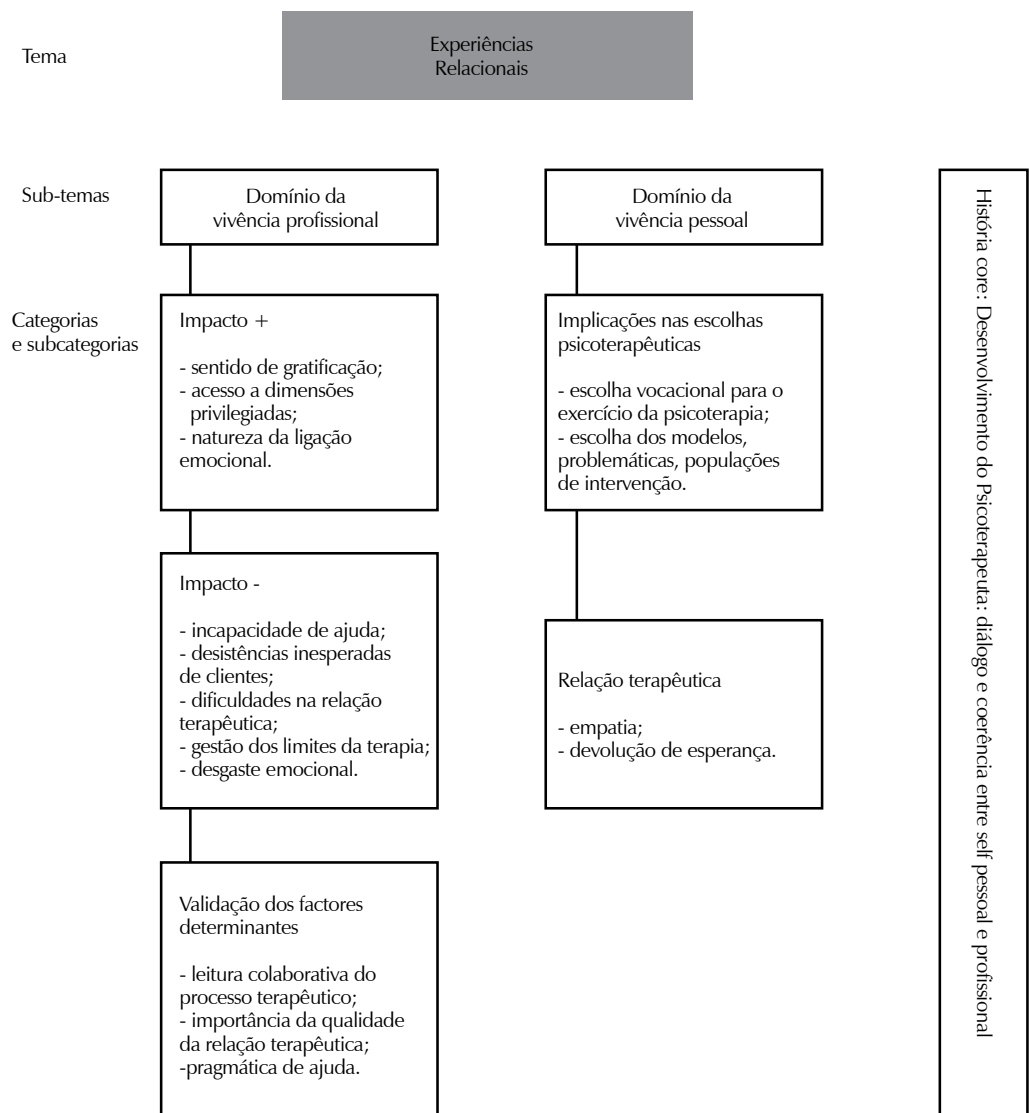 Tema
Experiências
Relacionais
Sub-temas
Domínio da
vivência profissional
Domínio da
vivência pessoal
Categorias
e subcategorias
Impacto +
- sentido de gratificação;
- acesso a dimensões
privilegiadas;
- natureza da ligação
emocional.
Impacto -
- incapacidade de ajuda;
- desistências inesperadas
de clientes;
- dificuldades na relação
terapêutica;
- gestão dos limites da terapia;
- desgaste emocional.
Validação dos factores
determinantes
- leitura colaborativa do
processo terapêutico;
- importância da qualidade
da relação terapêutica;
-pragmática de ajuda.
Implicações nas escolhas
psicoterapêuticas
- escolha vocacional para o
exercício da psicoterapia;
- escolha dos modelos,
problemáticas, populações
de intervenção.
Relação terapêutica
- empatia;
- devolução de esperança.
História core: Desenvolvimento do Psicoterapeuta: diálogo e coerência entre self pessoal e profissional